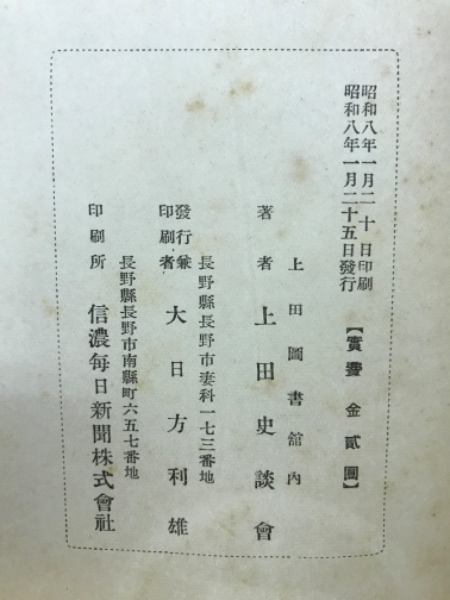 昭和八年一月二十日印刷
昭和八年一月二十五日發行
【實費金貳圓】
上田圖書館內
著者 上田史談會
長野縣長野市妻科一七三番地
發行兼印刷者 大日方利雄
長野縣長野市南縣町六五七番地
印刷所 信濃每日新聞株式會社